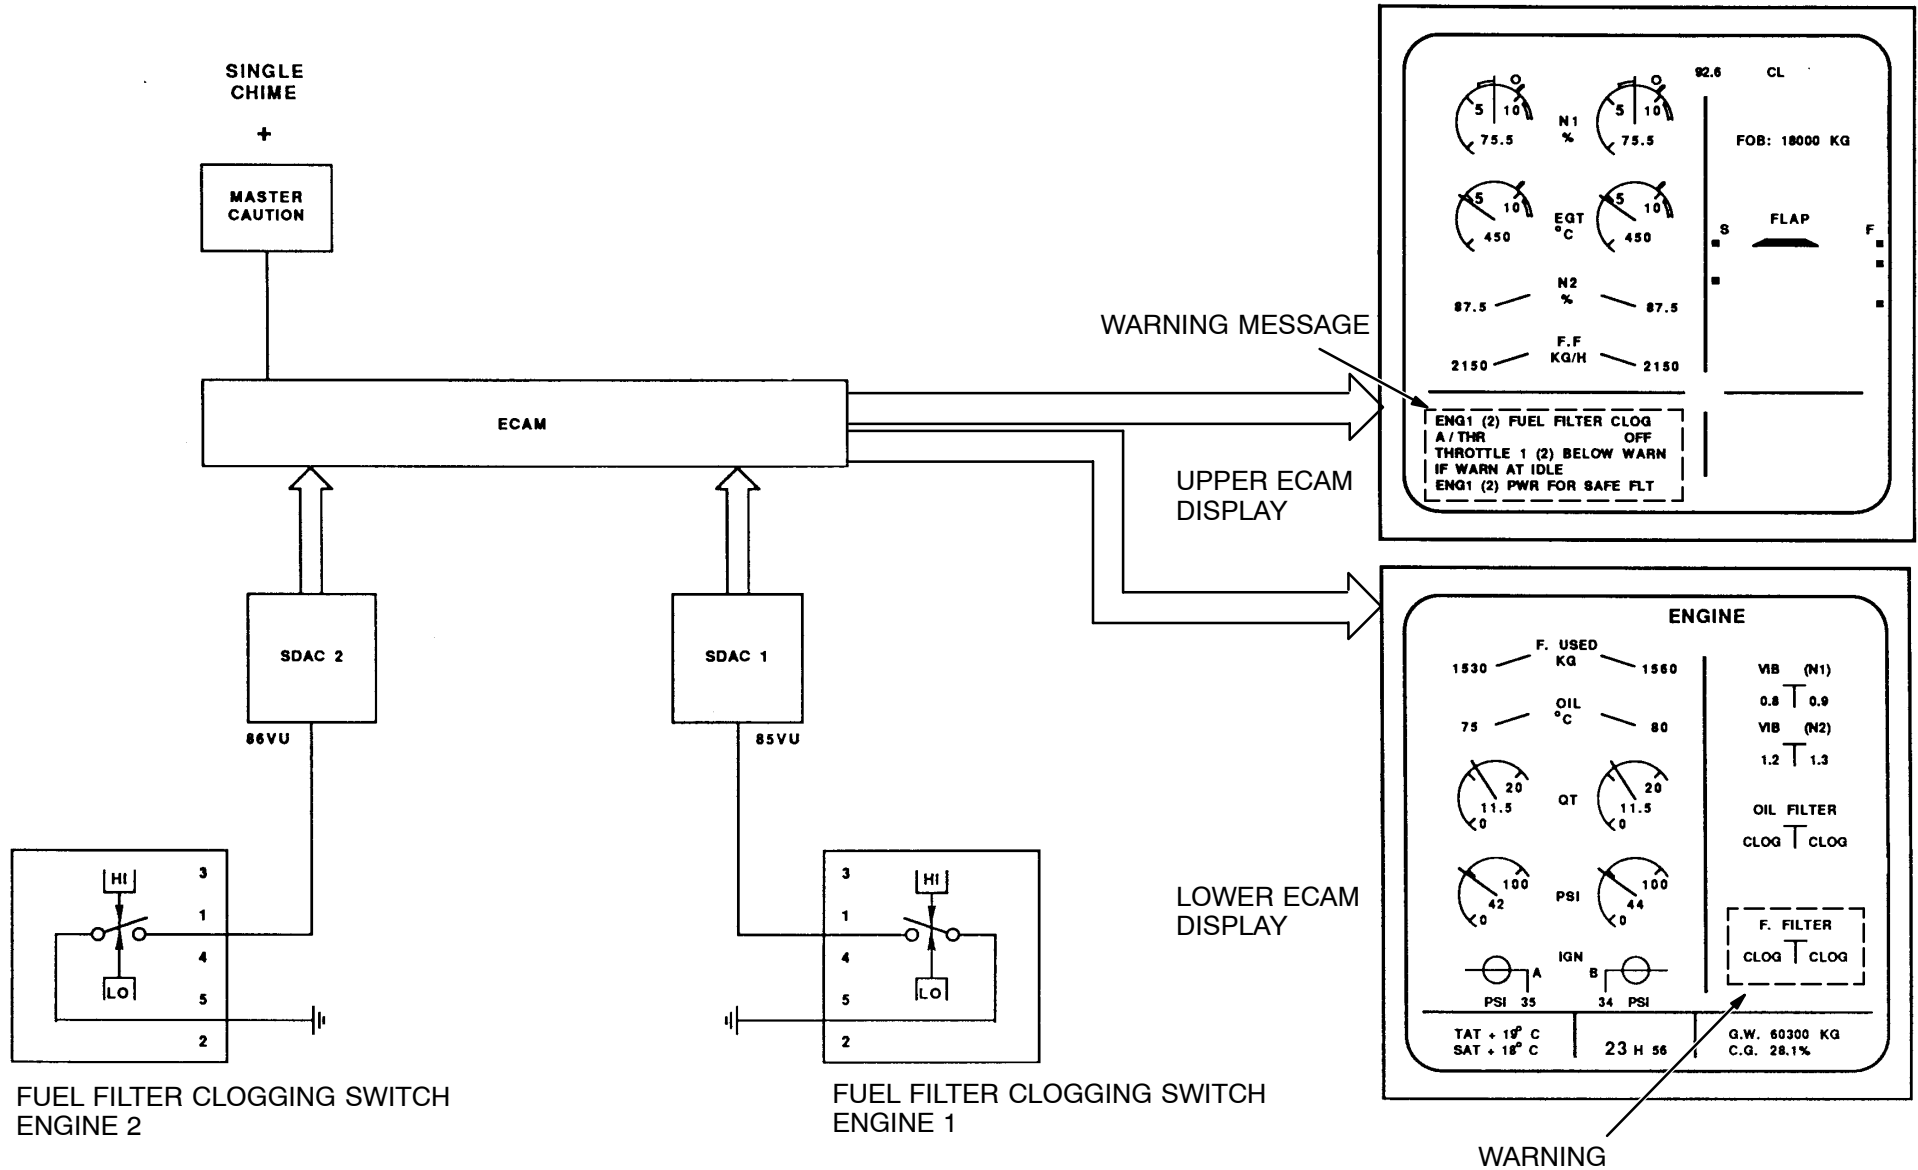 SINGLE
CHIME
+
MASTER
CAUTION
ECAM
SDAC 2
SDAC 1
86VU
85VU
HI
LO
3
1
4
5
2
FUEL FILTER CLOGGING SWITCH
ENGINE 2
3
1
4
5
2
HI
LO
FUEL FILTER CLOGGING SWITCH
ENGINE 1
WARNING MESSAGE
UPPER ECAM
DISPLAY
LOWER ECAM
DISPLAY
92.6 CL
5 10 5 10
N1
%
75.5 75.5
FOB: 18000 KG
5 10 5 10
EGT
°C
450 450
FLAP
S F
N2
%
87.5 87.5
F.F
KG/H
2150 2150
ENG1 (2) FUEL FILTER CLOG
A / THR OFF
THROTTLE 1 (2) BELOW WARN
IF WARN AT IDLE
ENG1 (2) PWR FOR SAFE FLT
ENGINE
F. USED
KG
1530 1560
OIL
°C
75 80
20 20
QT
11.5 11.5
0 0
100 100
PSI
42 44
0 0
IGN
A B
PSI 35 34 PSI
VIB (N1)
0.8 0.9
VIB (N2)
1.2 1.3
OIL FILTER
CLOG CLOG
F. FILTER
CLOG CLOG
TAT + 19° C
SAT + 18° C
23 H 56
G.W. 60300 KG
C.G. 28.1%
WARNING